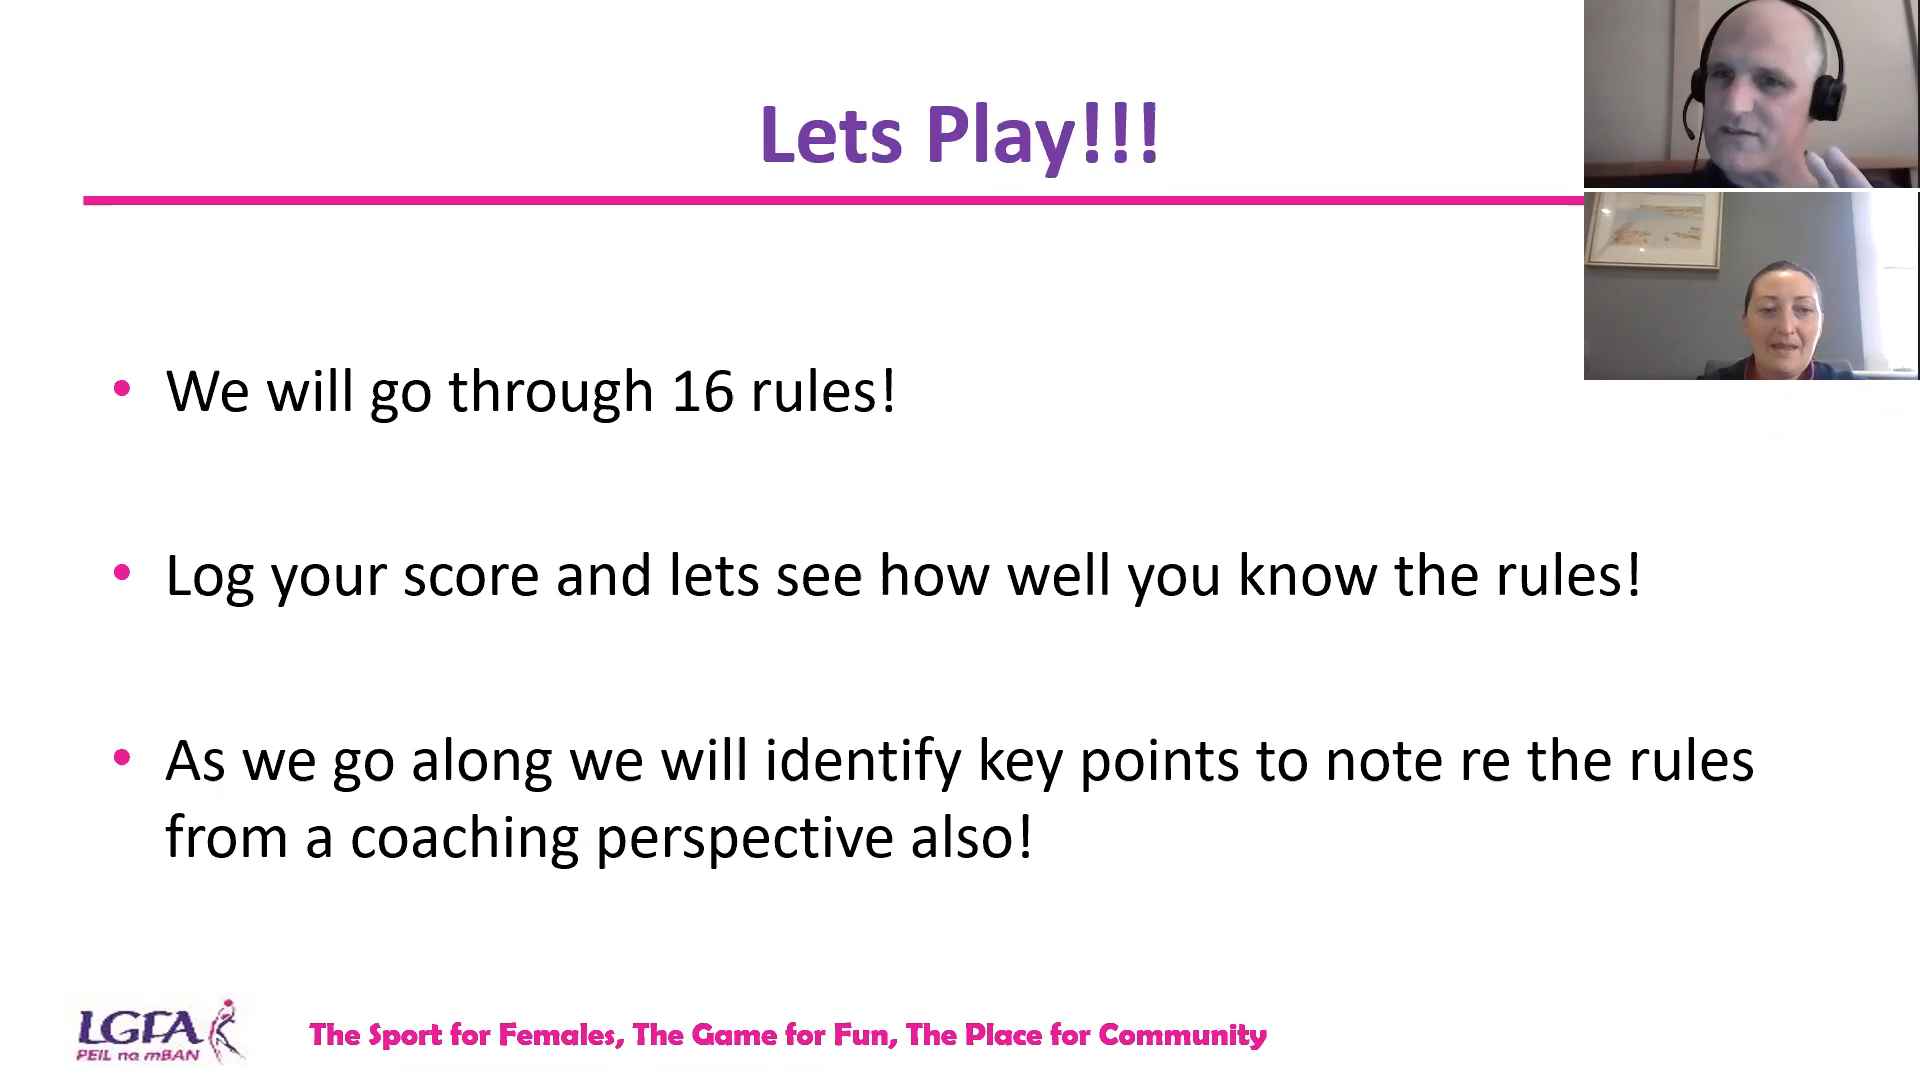 Lets Play!!!
• We will go through 16 rules!
• Log your score and lets see how well you know the rules!
• As we go along we will identify key points to note re the rules
from a coaching perspective also!
LGFA
PEIL na mBAN
The Sport for Females, The Game for Fun, The Place for Community